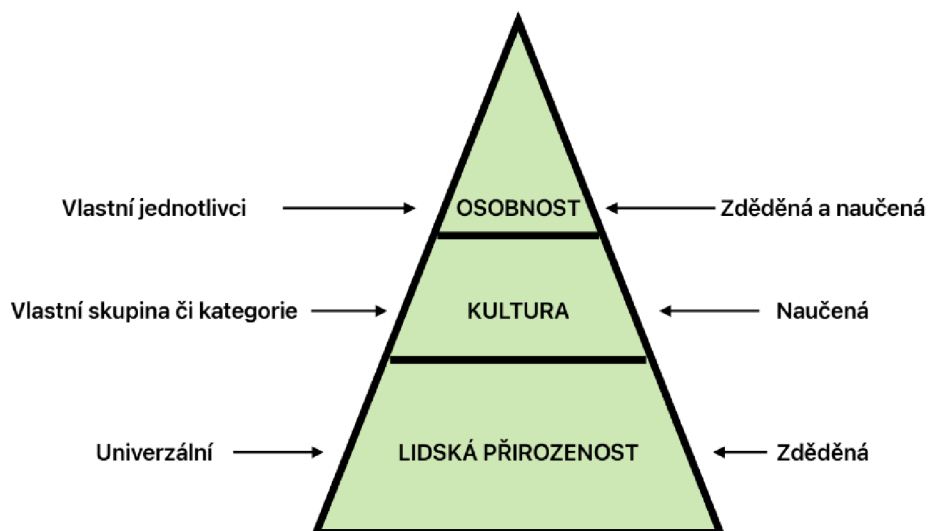 Vlastní jednotlivci OSOBNOST Zděděná a naučená
Vlastní skupina či kategorie KULTURA Naučená
Univerzální LIDSKÁ PŘIROZENOST Zděděná